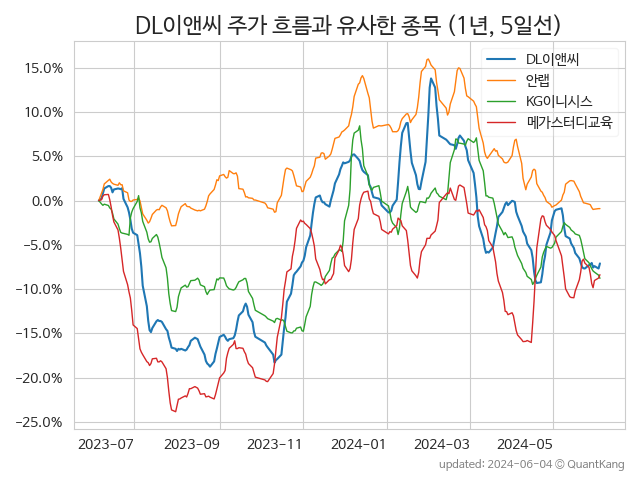 DL이앤씨 주가 흐름과 유사한 종목 (1년, 5일선)
DL이앤씨
안랩
KG이니시스
메가스터디교육
15.0%
10.0%
5.0%
0.0%
−5.0%
−10.0%
−15.0%
−20.0%
−25.0%
2023-07
2023-09
2023-11
2024-01
2024-03
2024-05
updated: 2024-06-04 © QuantKang